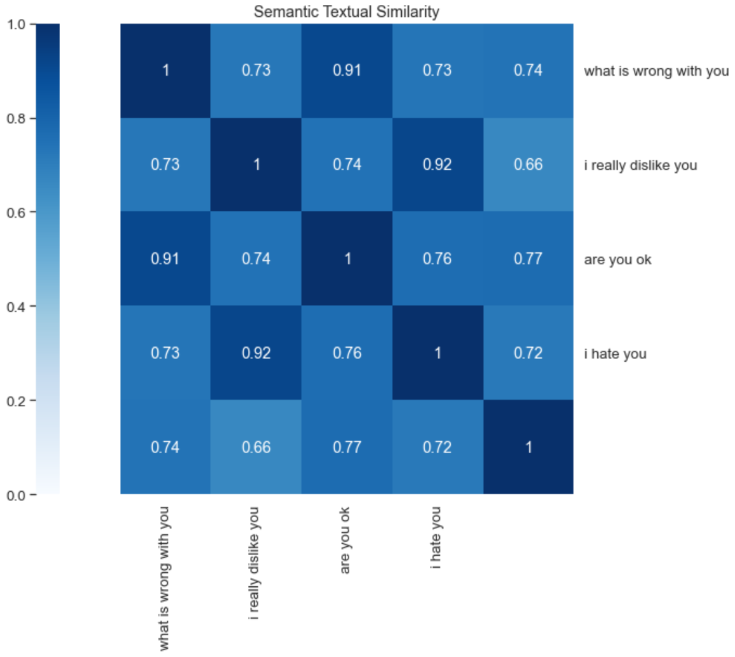 Semantic Textual Similarity
1.0
0.8
0.6
0.4
0.2
0.0
1 0.73 0.91 0.73 0.74 what is wrong with you
0.73 1 0.74 0.92 0.66 i really dislike you
0.91 0.74 1 0.76 0.77 are you ok
0.73 0.92 0.76 1 0.72 i hate you
0.74 0.66 0.77 0.72 1
what is wrong with you
i really dislike you
are you ok
i hate you